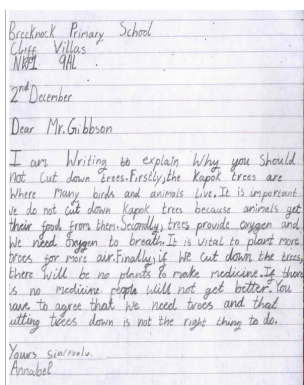 Brecknock Primary School
Cliff Villas
NW1 9AL
2nd December
Dear Mr.Gibbson
I am Writing to explain Why you Should
not Cut down trees.Firstly,the Kapok trees are
Where Many birds and animals live.It is important
we do not cut down Kapok trees because animals get
their food from them.Secondly,trees provide oxygen and
we need oxygen to breath.It is vital to plant more
trees for more air.Finally,if we cut down the trees,
there will be no plants to make medicine.If there
is no medicine people will not get better.You
have to agree that we need trees and that
cutting trees down is not the right thing to do.
Yours sincerely.
Annabel